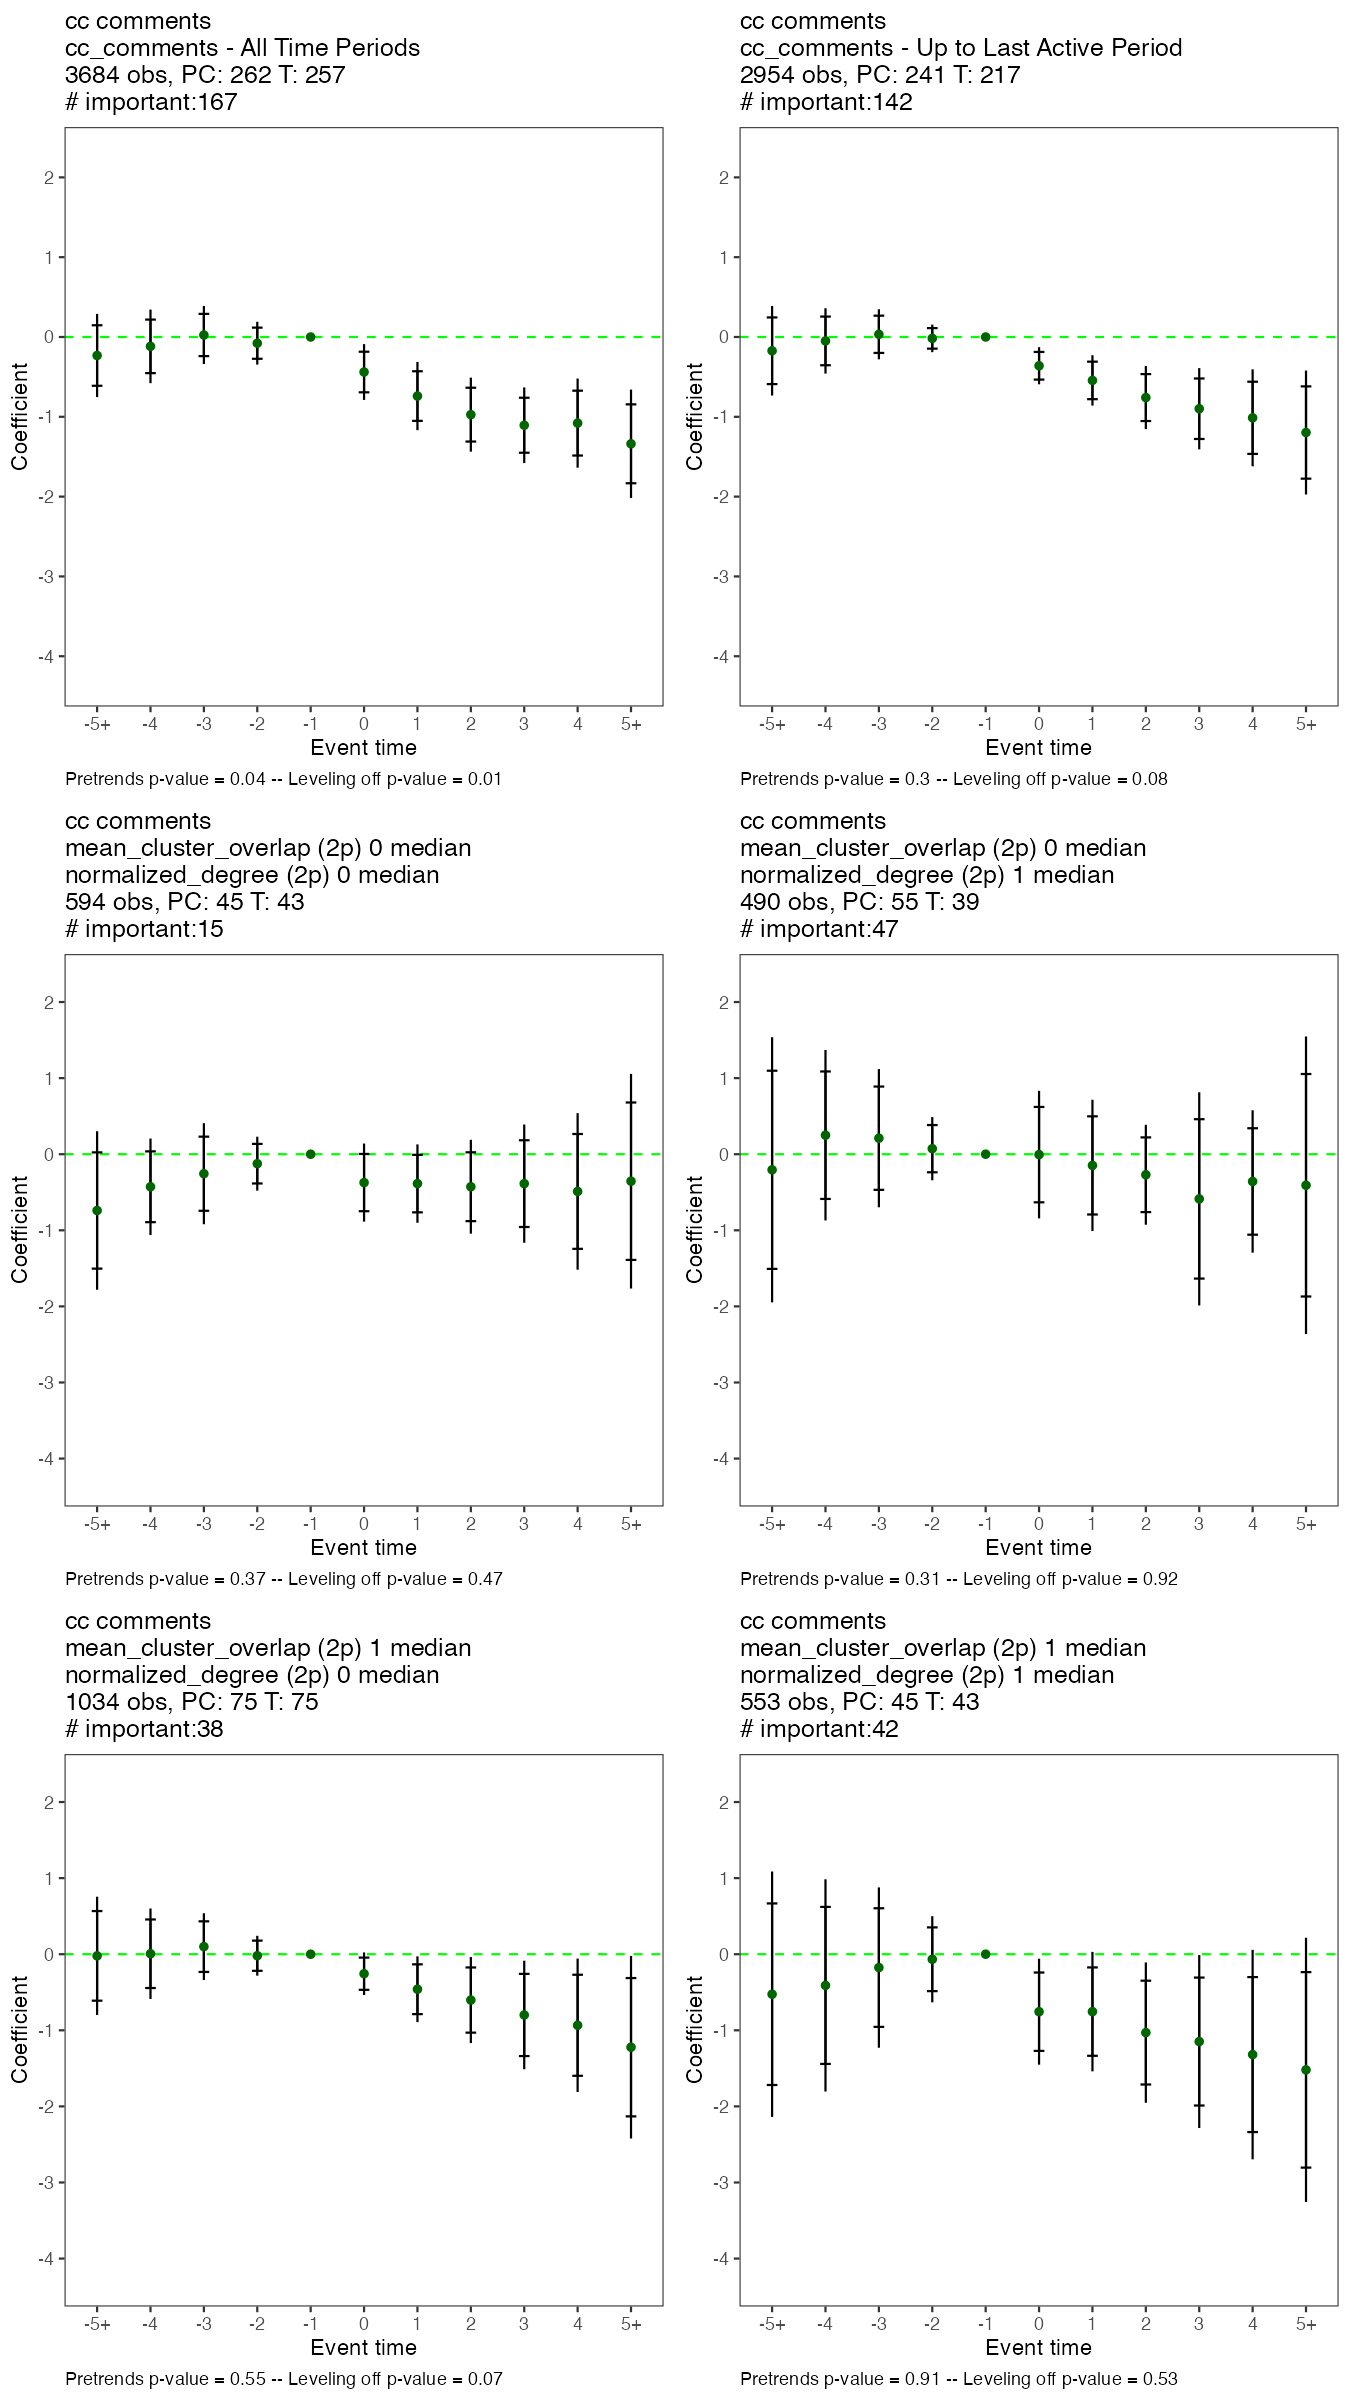 cc comments
cc_comments - All Time Periods
3684 obs, PC: 262 T: 257
# important:167
2
1
0
-1
-2
-3
-4
Coefficient
-5+ -4 -3 -2 -1 0 1 2 3 4 5+
Event time
Pretrends p-value = 0.04 -- Leveling off p-value = 0.01
cc comments
cc_comments - Up to Last Active Period
2954 obs, PC: 241 T: 217
# important:142
2
1
0
-1
-2
-3
-4
Coefficient
-5+ -4 -3 -2 -1 0 1 2 3 4 5+
Event time
Pretrends p-value = 0.3 -- Leveling off p-value = 0.08
cc comments
mean_cluster_overlap (2p) 0 median
normalized_degree (2p) 0 median
594 obs, PC: 45 T: 43
# important:15
2
1
0
-1
-2
-3
-4
Coefficient
-5+ -4 -3 -2 -1 0 1 2 3 4 5+
Event time
Pretrends p-value = 0.37 -- Leveling off p-value = 0.47
cc comments
mean_cluster_overlap (2p) 0 median
normalized_degree (2p) 1 median
490 obs, PC: 55 T: 39
# important:47
2
1
0
-1
-2
-3
-4
Coefficient
-5+ -4 -3 -2 -1 0 1 2 3 4 5+
Event time
Pretrends p-value = 0.31 -- Leveling off p-value = 0.92
cc comments
mean_cluster_overlap (2p) 1 median
normalized_degree (2p) 0 median
1034 obs, PC: 75 T: 75
# important:38
2
1
0
-1
-2
-3
-4
Coefficient
-5+ -4 -3 -2 -1 0 1 2 3 4 5+
Event time
Pretrends p-value = 0.55 -- Leveling off p-value = 0.07
cc comments
mean_cluster_overlap (2p) 1 median
normalized_degree (2p) 1 median
553 obs, PC: 45 T: 43
# important:42
2
1
0
-1
-2
-3
-4
Coefficient
-5+ -4 -3 -2 -1 0 1 2 3 4 5+
Event time
Pretrends p-value = 0.91 -- Leveling off p-value = 0.53